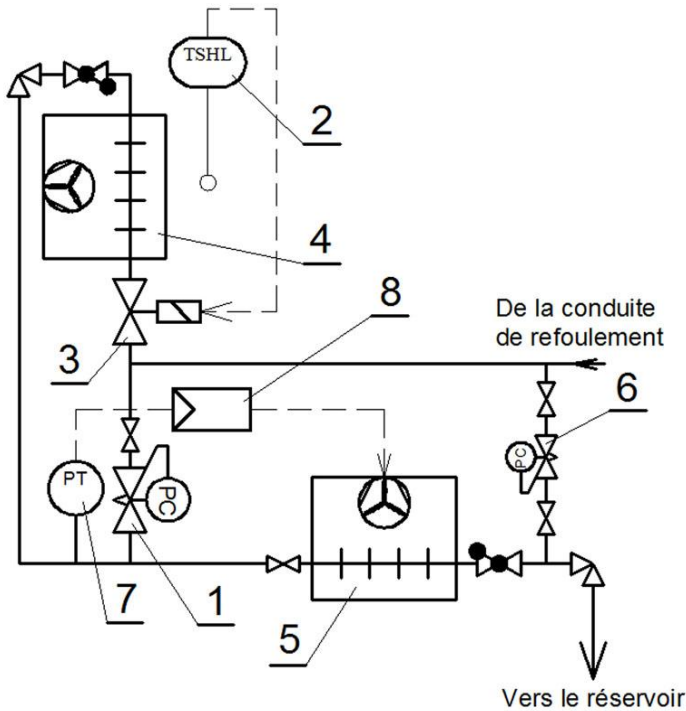 TSHL
2
4
8
De la conduite
de refoulement
3
6
PC
PT
PC
7
1
5
Vers le réservoir